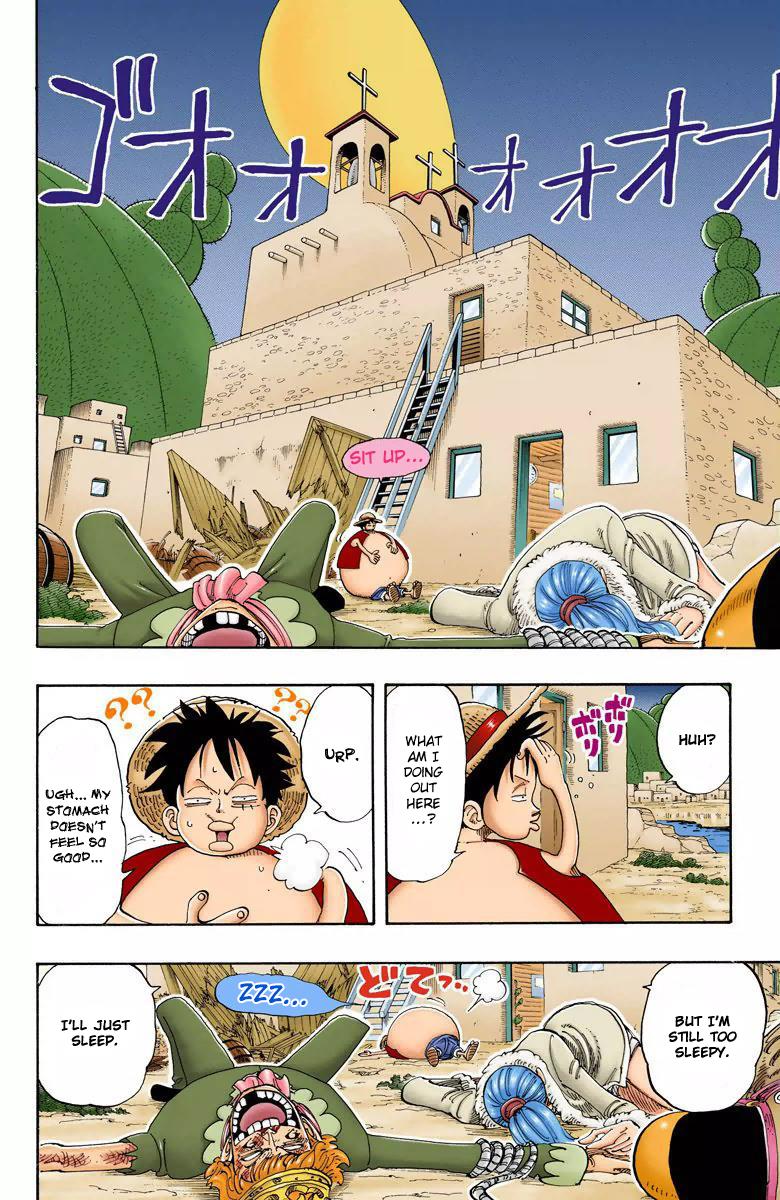 ゴオオオオオオオ
SIT UP...
HUH?
ボリ
ボリ
WHAT
AM I
DOING
OUT
HERE
...?
URP.
??
??
UGH... MY
STOMACH
DOESN'T
FEEL SO
GOOD...
BUT I'M
STILL TOO
SLEEPY.
どてっ..
ZZZ...
I'LL JUST
SLEEP.